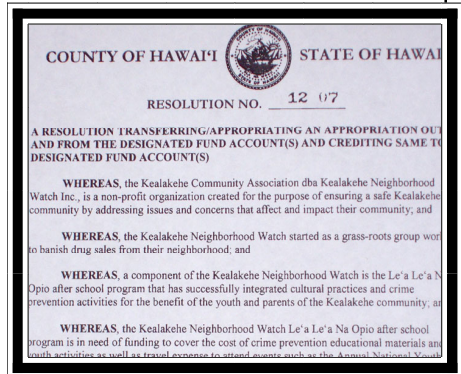 COUNTY OF HAWAI‘I STATE OF HAWAI
RESOLUTION NO. 12 07
A RESOLUTION TRANSFERRING/APPROPRIATING AN APPROPRIATION OUT
AND FROM THE DESIGNATED FUND ACCOUNT(S) AND CREDITING SAME TO
DESIGNATED FUND ACCOUNT(S)
WHEREAS, the Kealakehe Community Association dba Kealakehe Neighborhood
Watch Inc., is a non-profit organization created for the purpose of ensuring a safe Kealakehe
community by addressing issues and concerns that affect and impact their community; and
WHEREAS, the Kealakehe Neighborhood Watch started as a grass-roots group wor
to banish drug sales from their neighborhood; and
WHEREAS, a component of the Kealakehe Neighborhood Watch is the Le‘a Le‘a N
Opio after school program that has successfully integrated cultural practices and crime
prevention activities for the benefit of the youth and parents of the Kealakehe community; an
WHEREAS, the Kealakehe Neighborhood Watch Le‘a Le‘a Na Opio after school
program is in need of funding to cover the cost of crime prevention educational materials and
youth activities as well as travel expense to attend events such as the Annual National Youth